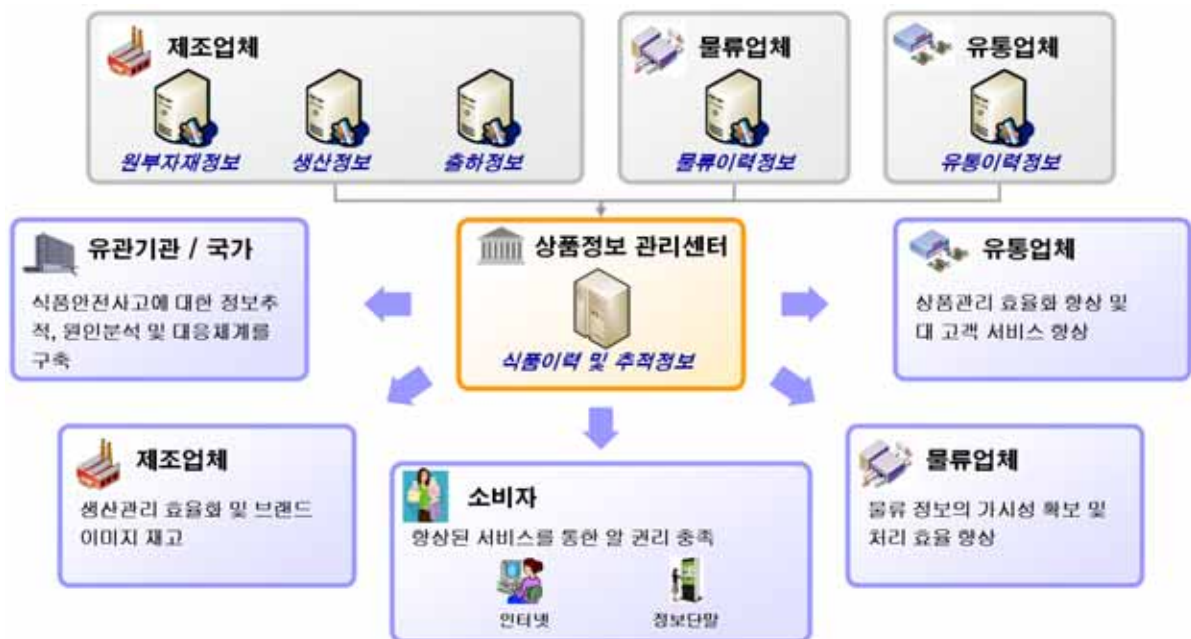 제조업체
원부자재정보
생산정보
출하정보
물류업체
물류이력정보
유통업체
유통이력정보
유관기관 / 국가
식품안전사고에 대한 정보추
적, 원인분석 및 대응체계를
구축
상품정보 관리센터
식품이력 및 추적정보
유통업체
상품관리 효율화 향상 및
대 고객 서비스 향상
제조업체
생산관리 효율화 및 브랜드
이미지 재고
소비자
향상된 서비스를 통한 알 권리 충족
인터넷
정보단말
물류업체
물류 정보의 가시성 확보 및
처리 효율 향상